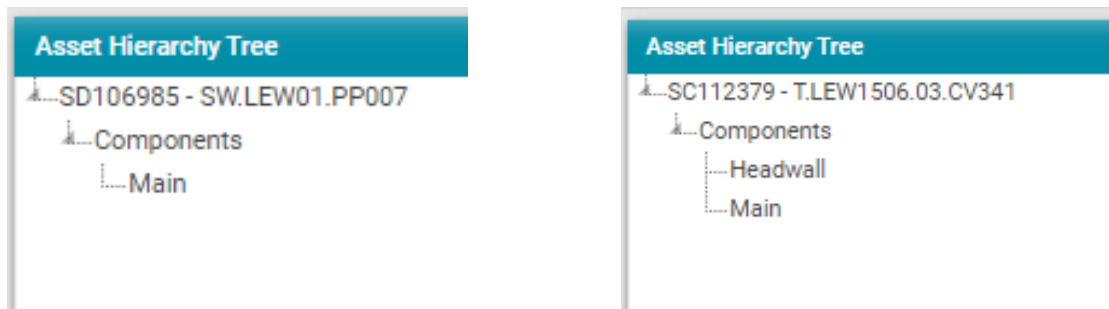 Asset Hierarchy Tree
SD106985 - SW.LEW01.PP007
Components
Main
Asset Hierarchy Tree
SC112379 - T.LEW1506.03.CV341
Components
Headwall
Main